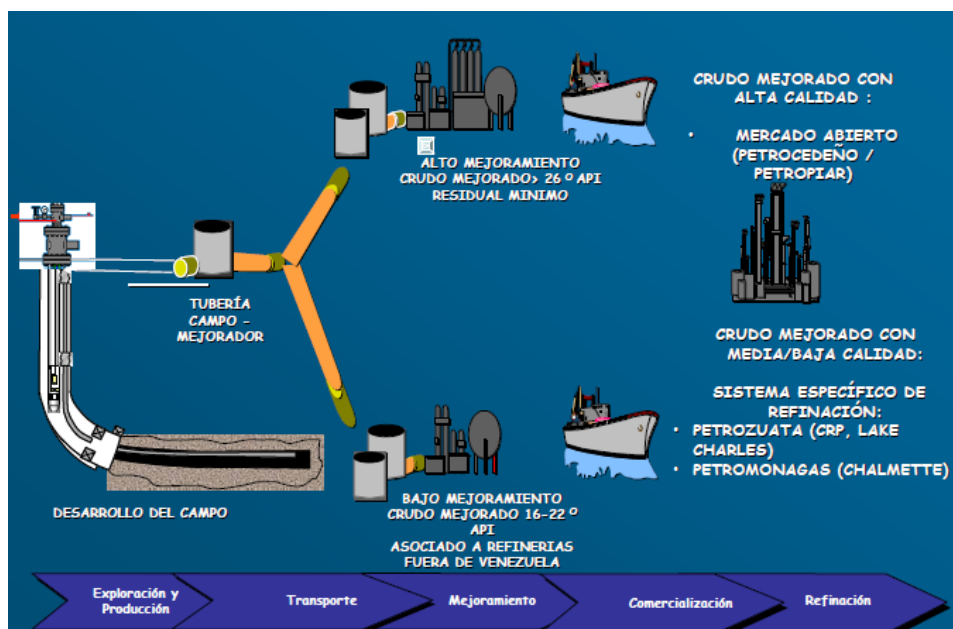 CRUDO MEJORADO CON
ALTA CALIDAD :
• MERCADO ABIERTO
(PETROCEDEÑO /
PETROPIAR)
ALTO MEJORAMIENTO
CRUDO MEJORADO> 26 º API
RESIDUAL MINIMO
TUBERÍA
CAMPO –
MEJORADOR
CRUDO MEJORADO CON
MEDIA/BAJA CALIDAD:
SISTEMA ESPECÍFICO DE
REFINACIÓN:
• PETROZUATA (CRP, LAKE
CHARLES)
• PETROMONAGAS (CHALMETTE)
BAJO MEJORAMIENTO
CRUDO MEJORADO 16-22 º
API
ASOCIADO A REFINERIAS
FUERA DE VENEZUELA
DESARROLLO DEL CAMPO
Exploración y
Producción
Transporte
Mejoramiento
Comercialización
Refinación